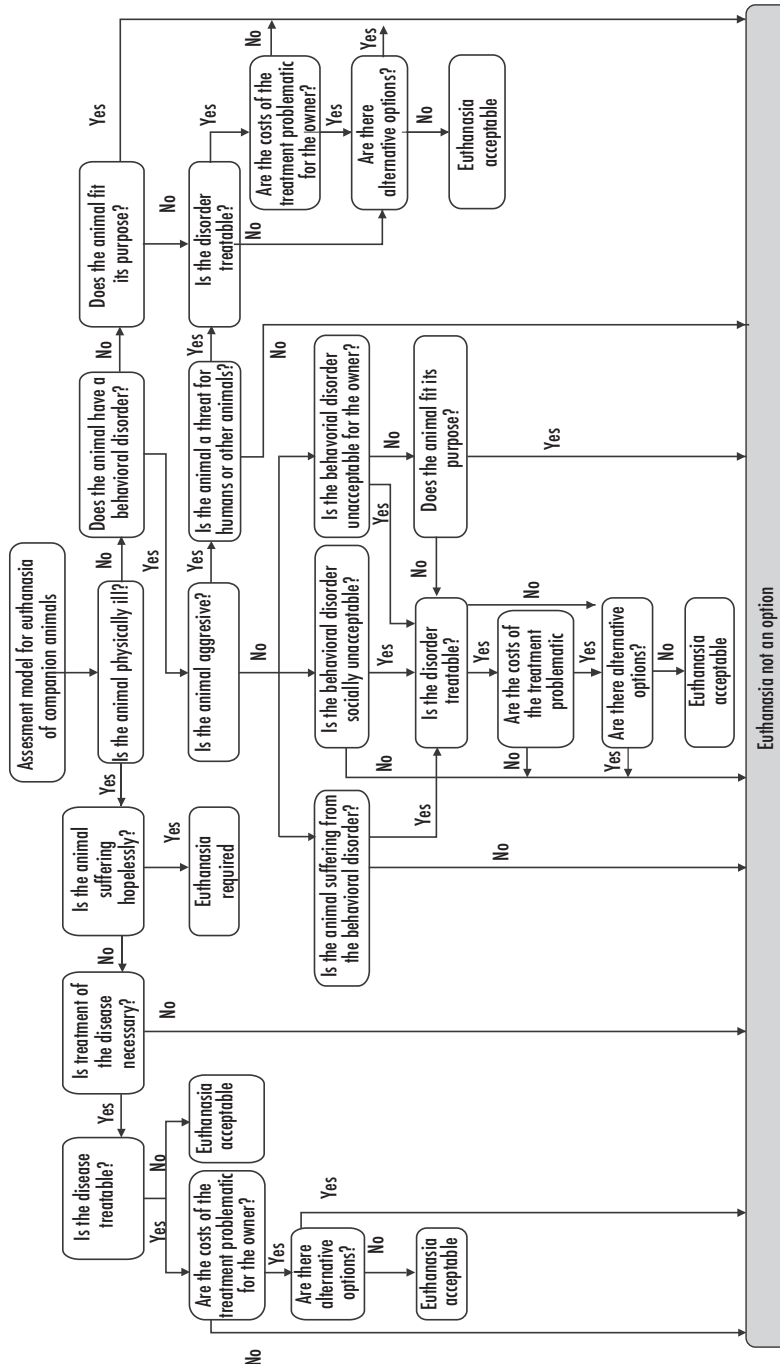 Assesment model for euthanasia
of companion animals
Is the animal physically ill?
Yes
No
Is the animal
suffering
hopelessly?
Yes
Euthanasia
required
No
Is treatment of
the disease
necessary?
No
Yes
Is the disease
treatable?
No
Euthanasia
acceptable
Yes
Are the costs of the
treatment problematic
for the owner?
No
Yes
Are there
alternative
options?
Yes
No
Euthanasia
acceptable
Does the animal have a
behavioral disorder?
Yes
No
Is the animal aggresive?
Yes
No
Is the animal a threat for
humans or other animals?
Yes
No
Is the animal suffering from
the behavioral disorder?
Yes
No
Is the behavioral disorder
socially unacceptable?
Yes
No
Is the behavorial disorder
unacceptable for the owner?
Yes
No
Does the animal fit its
purpose?
No
Yes
Is the disorder
treatable?
Yes
No
Are the costs of
the treatment
problematic
No
Yes
Are there alternative
options?
Yes
No
Euthanasia
acceptable
Does the animal fit
its purpose?
Yes
No
Is the disorder
treatable?
Yes
No
Are the costs of the
treatment problematic
for the owner?
No
Yes
Are there
alternative options?
Yes
No
Euthanasia
acceptable
Euthanasia not an option